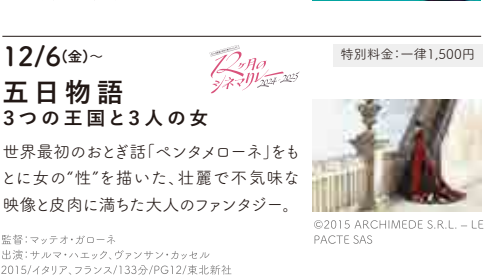 12/6(金)～
12ヶ月の
シネマリレー
2024-2025
特別料金：一律1,500円
五日物語
3つの王国と3人の女
世界最初のおとぎ話「ペンタメローネ」をも
とに女の“性”を描いた、壮麗で不気味な
映像と皮肉に満ちた大人のファンタジー。
©2015 ARCHIMEDE S.R.L. – LE
PACTE SAS
監督：マッテオ・ガローネ
出演：サルマ・ハエック、ヴァンサン・カッセル
2015/イタリア、フランス/133分/PG12/東北新社